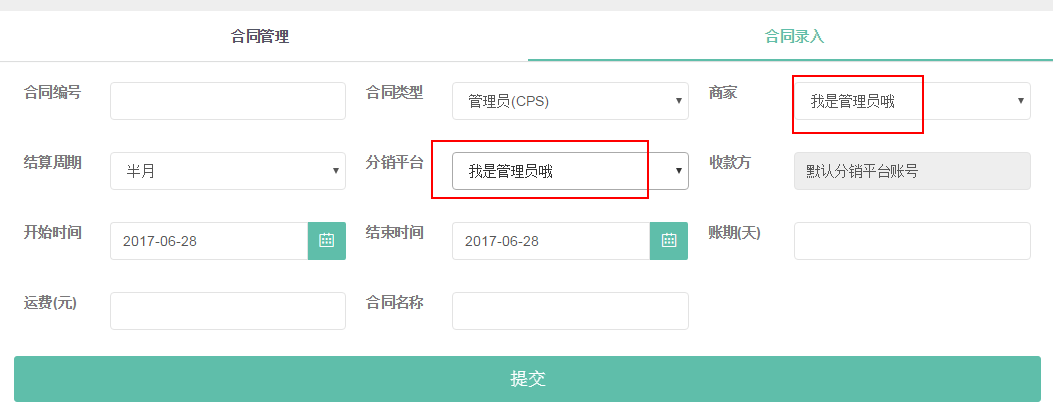 合同管理 合同录入
合同编号 合同类型 管理员(CPS) 商家 我是管理员哦
结算周期 半月 分销平台 我是管理员哦 收款方 默认分销平台账号
开始时间 2017-06-28 结束时间 2017-06-28 账期(天)
运费(元) 合同名称
提交